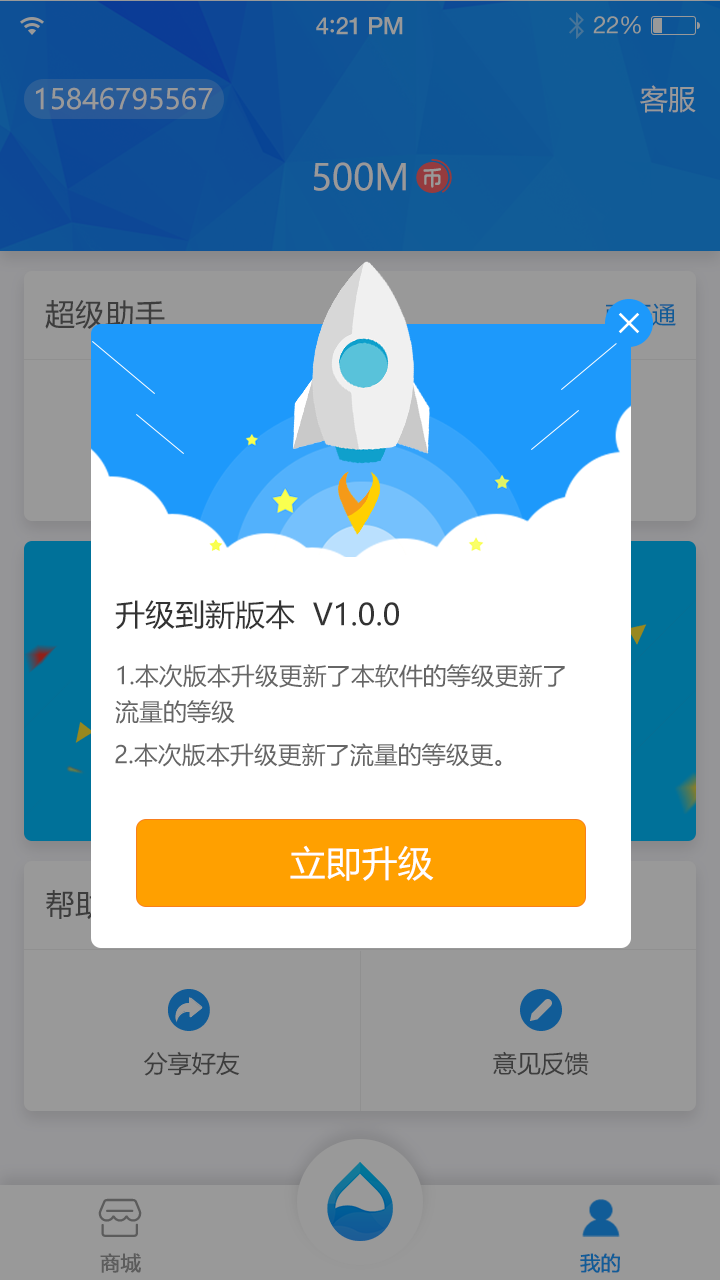 4:21 PM
22%
15846795567
客服
500M 币
超级助手
通
升级到新版本 V1.0.0
1.本次版本升级更新了本软件的等级更新了
流量的等级
2.本次版本升级更新了流量的等级更。
立即升级
帮助
分享好友
意见反馈
商城
我的